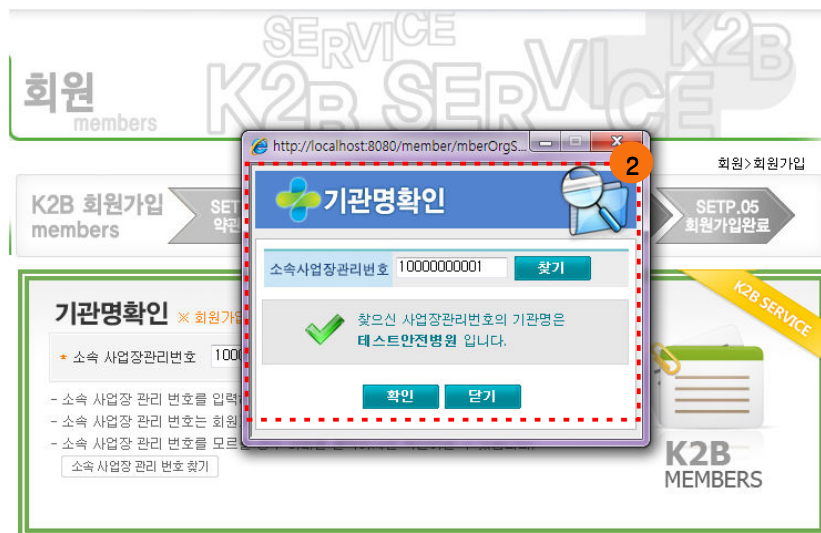 SERVICE
K2B
K2B SERVICE
회원
members
http://localhost:8080/member/mberOrgS...
2
회원>회원가입
K2B 회원가입
members
SET
약관
SETP.05
회원가입완료
기관명확인
소속사업장관리번호 10000000001 찾기
찾으신 사업장관리번호의 기관명은
테스트안전병원 입니다.
확인 닫기
기관명확인 ※ 회원가입
K2B SERVICE
* 소속 사업장관리번호 1000
- 소속 사업장 관리 번호를 입력
- 소속 사업장 관리 번호는 회원
- 소속 사업장 관리 번호를 모르
소속 사업장 관리 번호 찾기
K2B
MEMBERS